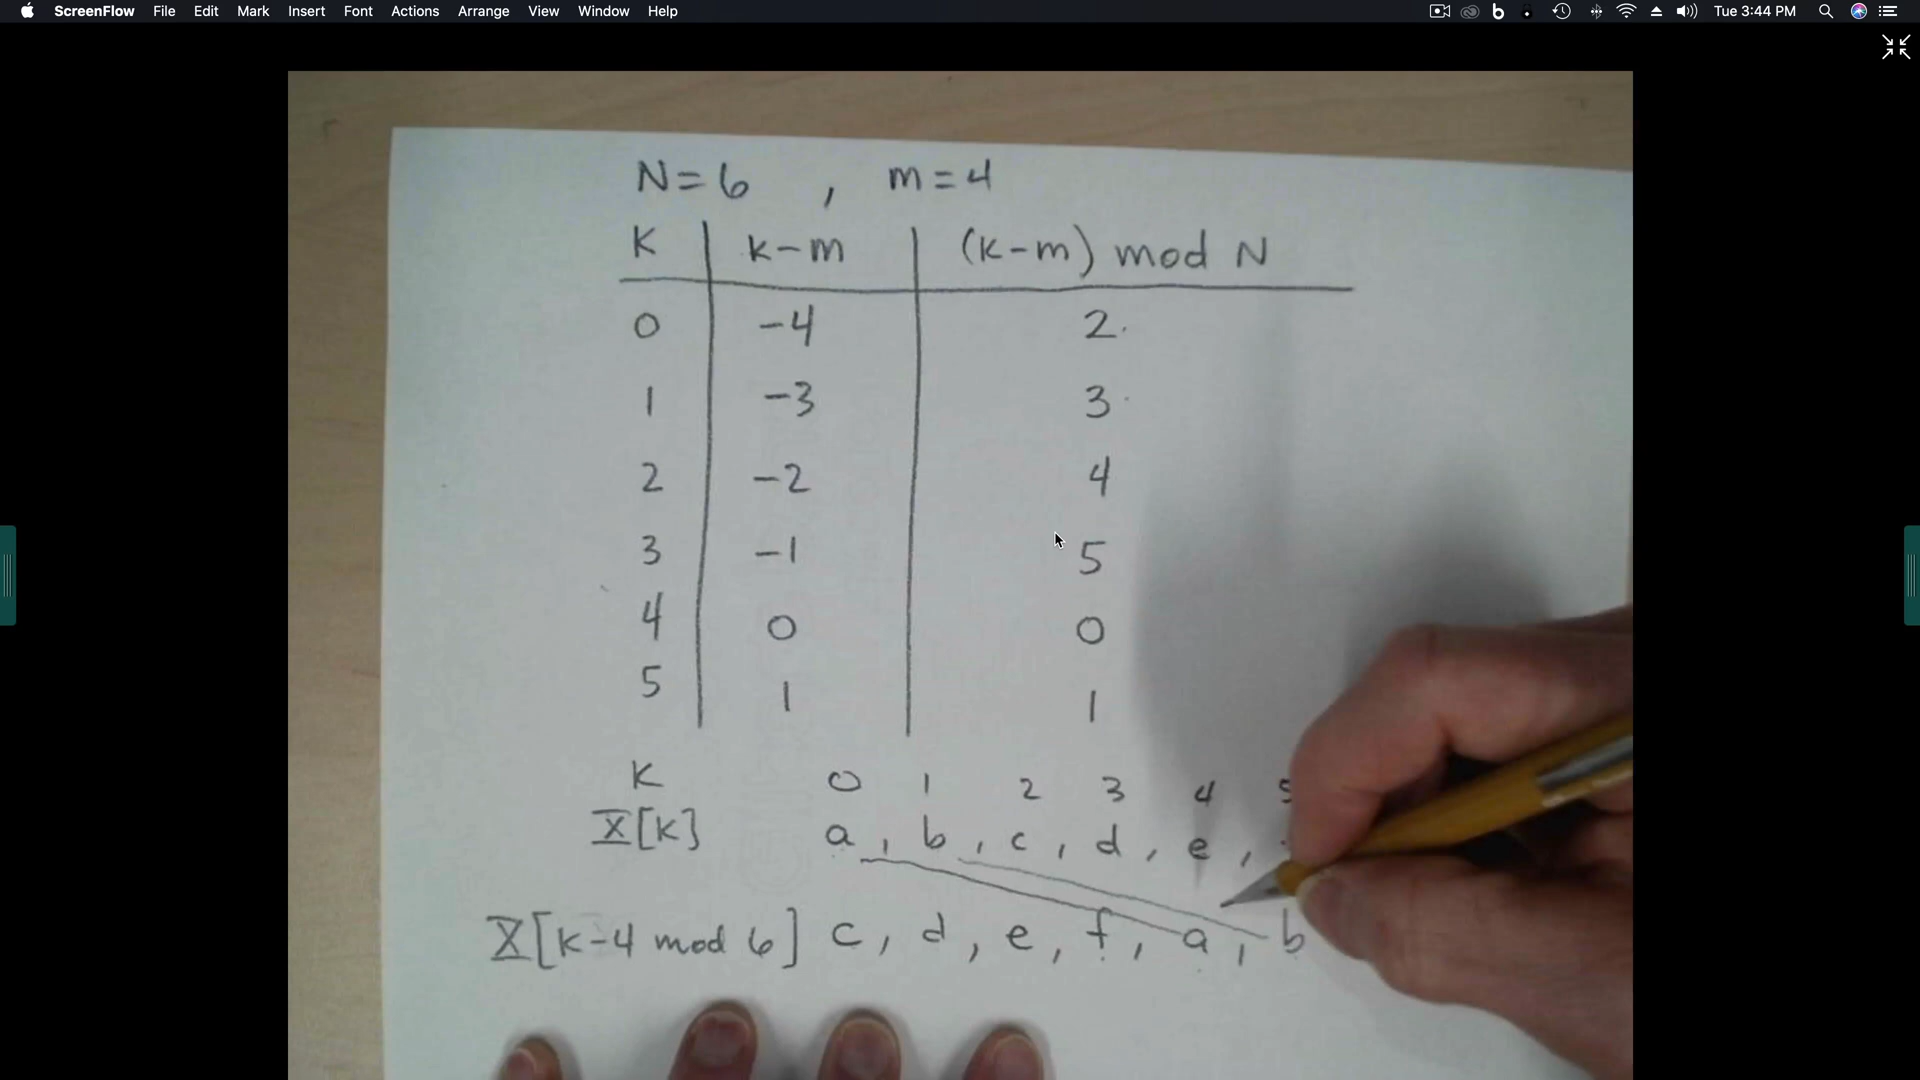 ScreenFlow File Edit Mark Insert Font Actions Arrange View Window Help b Tue 3:44 PM
N=6 , m=4
K k-m (k-m) mod N
0 -4 2
1 -3 3
2 -2 4
3 -1 5
4 0 0
5 1 1
K 0 1 2 3 4 5
X[K] a , b , c , d , e ,
X[K-4 mod 6] c, d, e, f, a, b